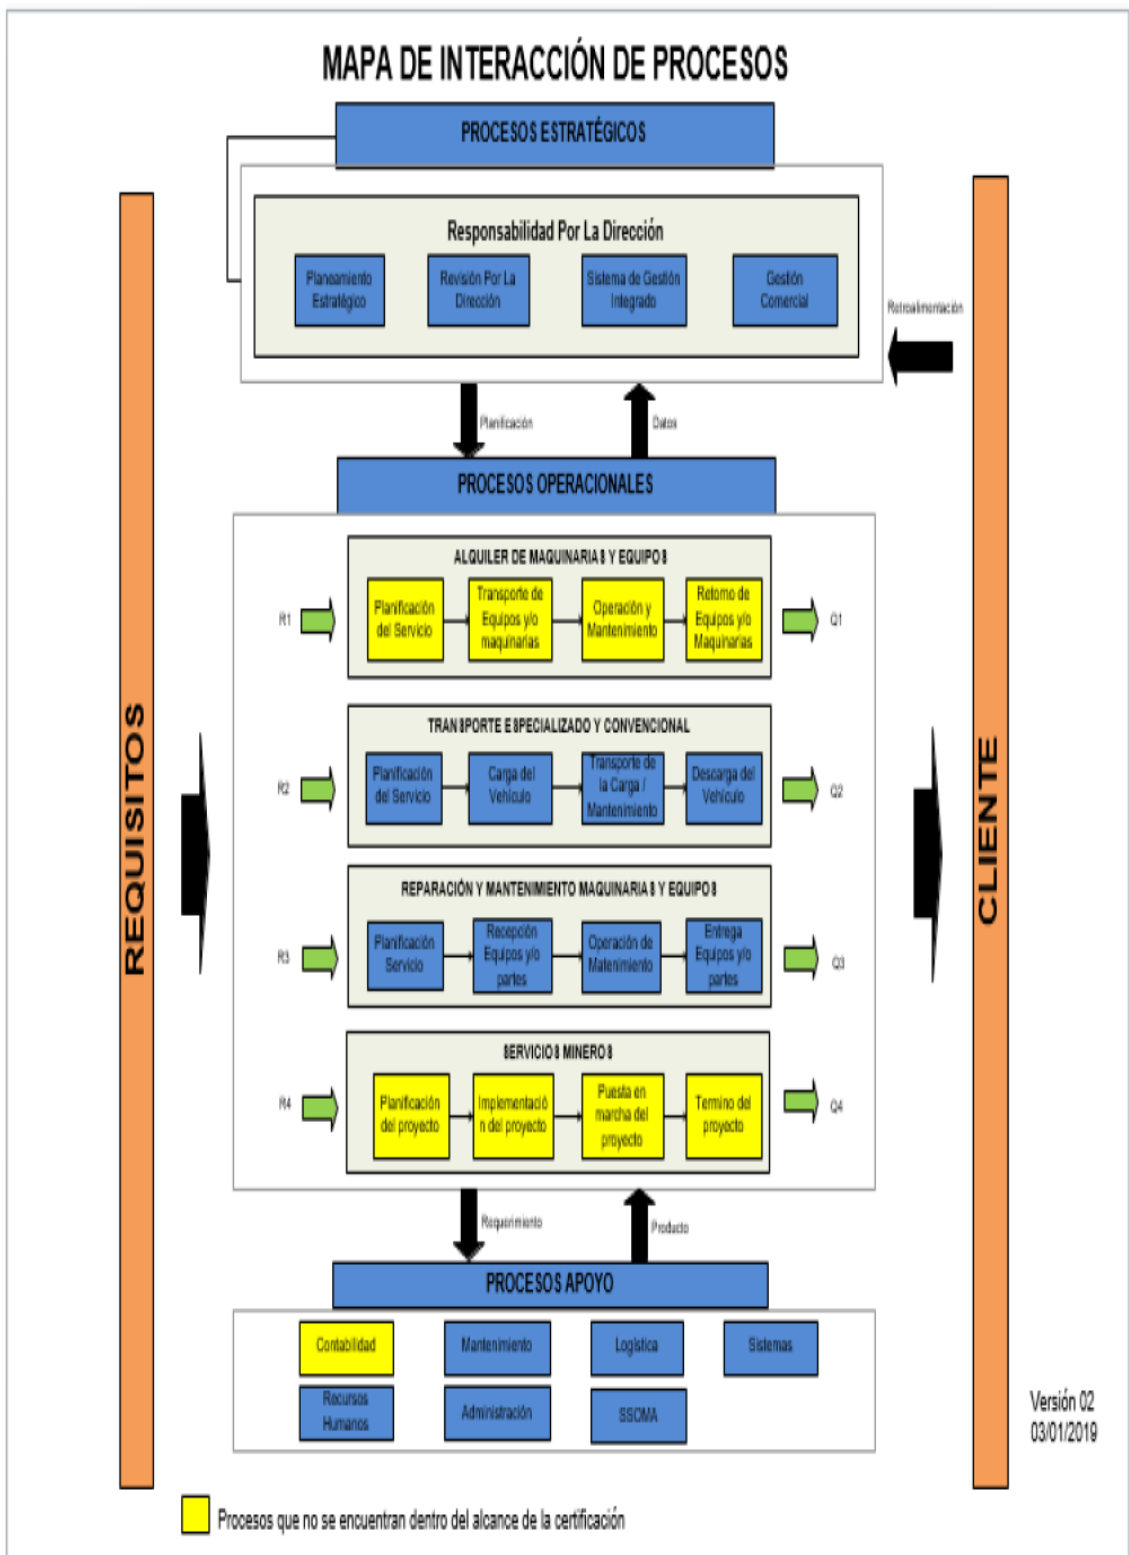 MAPA DE INTERACCIÓN DE PROCESOS
PROCESOS ESTRATÉGICOS
Responsabilidad Por La Dirección
Planeamiento
Estratégico
Revisión Por La
Dirección
Sistema de Gestión
Integrado
Gestión
Comercial
Retroalimentación
Planificación
Datos
PROCESOS OPERACIONALES
REQUISITOS
CLIENTE
ALQUILER DE MAQUINARIAS Y EQUIPOS
R1
Planificación
del Servicio
Transporte de
Equipos y/o
maquinarias
Operación y
Mantenimiento
Retorno de
Equipos y/o
Maquinarias
Q1
TRANSPORTE ESPECIALIZADO Y CONVENCIONAL
R2
Planificación
del Servicio
Carga del
Vehículo
Transporte de
la Carga /
Mantenimiento
Descarga del
Vehículo
Q2
REPARACIÓN Y MANTENIMIENTO MAQUINARIAS Y EQUIPOS
R3
Planificación
Servicio
Recepción
Equipos y/o
partes
Operación de
Matenimiento
Entrega
Equipos y/o
partes
Q3
SERVICIOS MINEROS
R4
Planificación
del proyecto
Implementació
n del proyecto
Puesta en
marcha del
proyecto
Termino del
proyecto
Q4
Requerimiento
Producto
PROCESOS APOYO
Contabilidad
Mantenimiento
Logística
Sistemas
Recursos
Humanos
Administración
SSOMA
Versión 02
03/01/2019
Procesos que no se encuentran dentro del alcance de la certificación